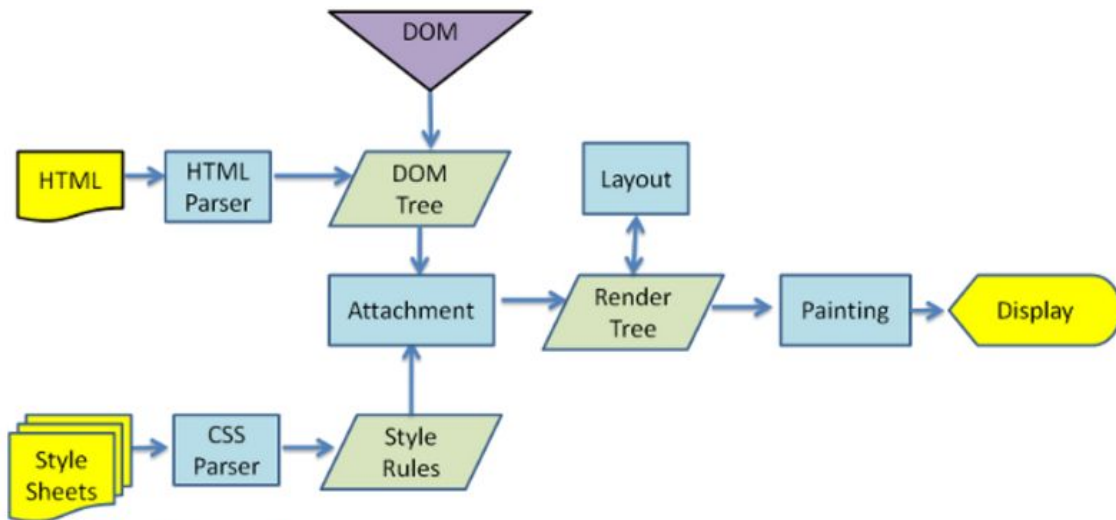 DOM
HTML
HTML
Parser
DOM
Tree
Layout
Attachment
Render
Tree
Painting
Display
Style
Sheets
CSS
Parser
Style
Rules